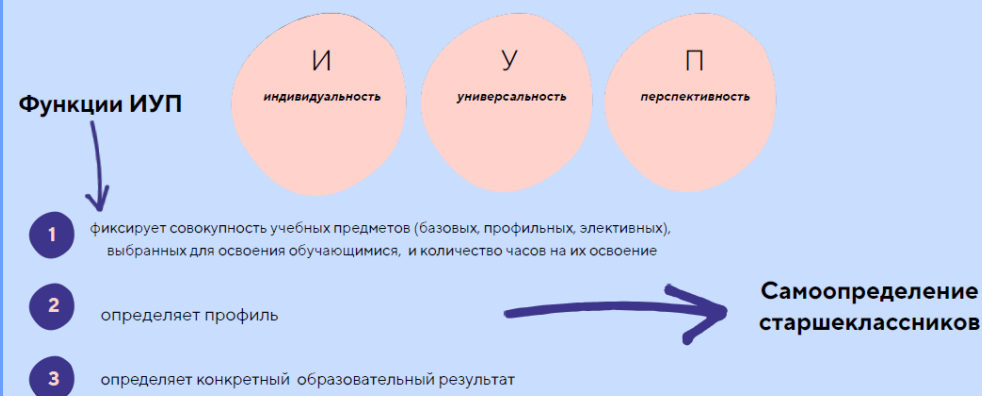 И
У
П
индивидуальность
универсальность
перспективность
Функции ИУП
1
фиксирует совокупность учебных предметов (базовых, профильных, элективных),
выбранных для освоения обучающимися, и количество часов на их освоение
2
определяет профиль
Самоопределение
старшеклассников
3
определяет конкретный образовательный результат